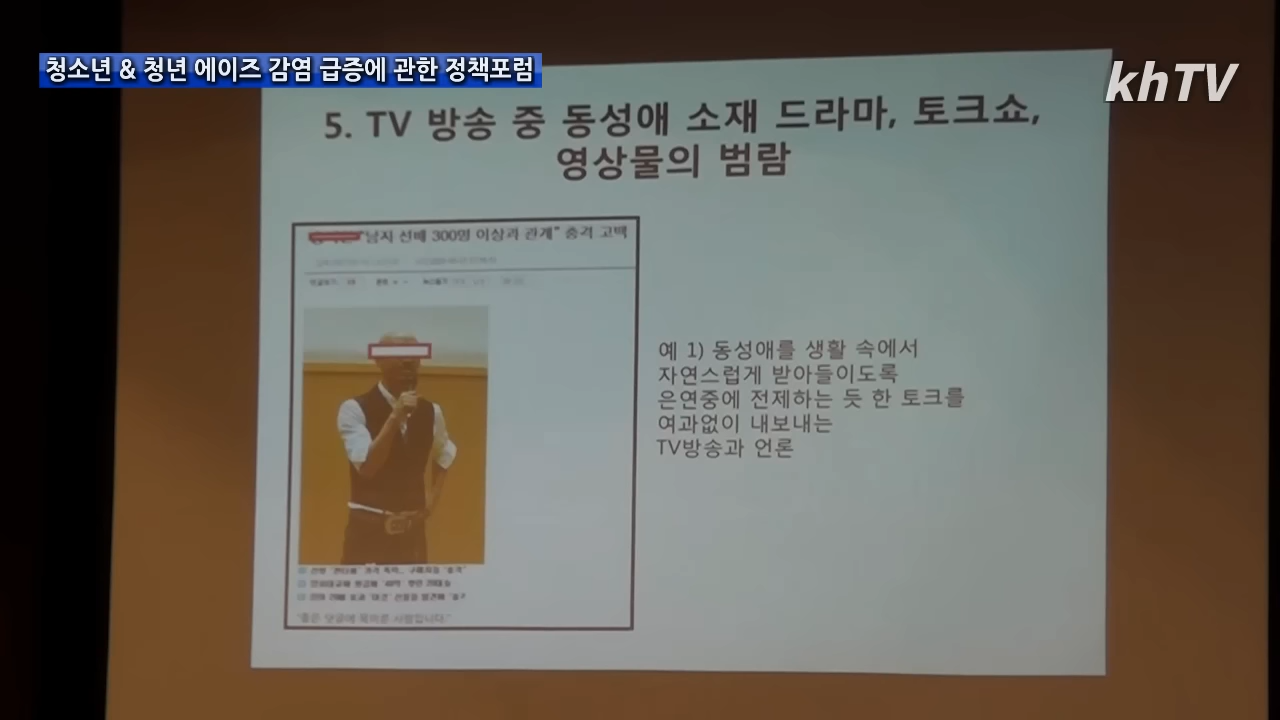 청소년 & 청년 에이즈 감염 급증에 관한 정책포럼
khTV
5. TV 방송 중 동성애 소재 드라마, 토크쇼,
영상물의 범람
"남자 선배 300명 이상과 관계" 충격 고백
예 1) 동성애를 생활 속에서
자연스럽게 받아들이도록
은연중에 전제하는 듯 한 토크를
여과없이 내보내는
TV방송과 언론